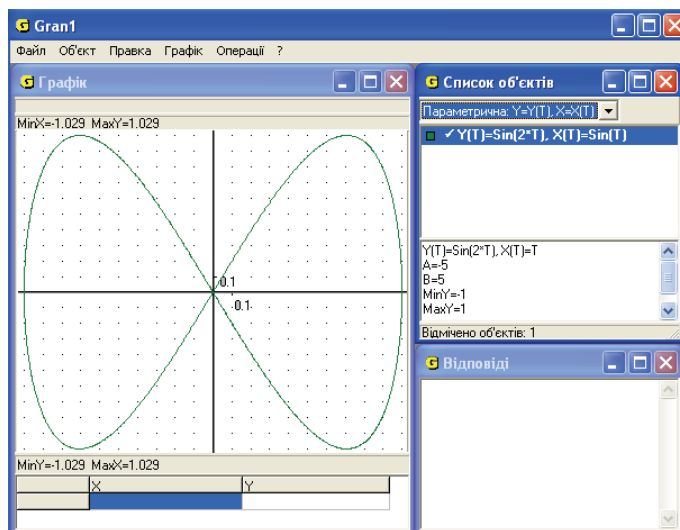 Gran1
Файл Об'єкт Правка Графік Операції ?
Графік
MinX=-1.029 MaxY=1.029
0.1
0.1
MinY=-1.029 MaxX=1.029
X Y
Список об'єктів
Параметрична: Y=Y(T), X=X(T)
Y(T)=Sin(2*T), X(T)=Sin(T)
Y(T)=Sin(2*T), X(T)=T
A=-5
B=5
MinY=-1
MaxY=1
Відмічено об'єктів: 1
Відповіді